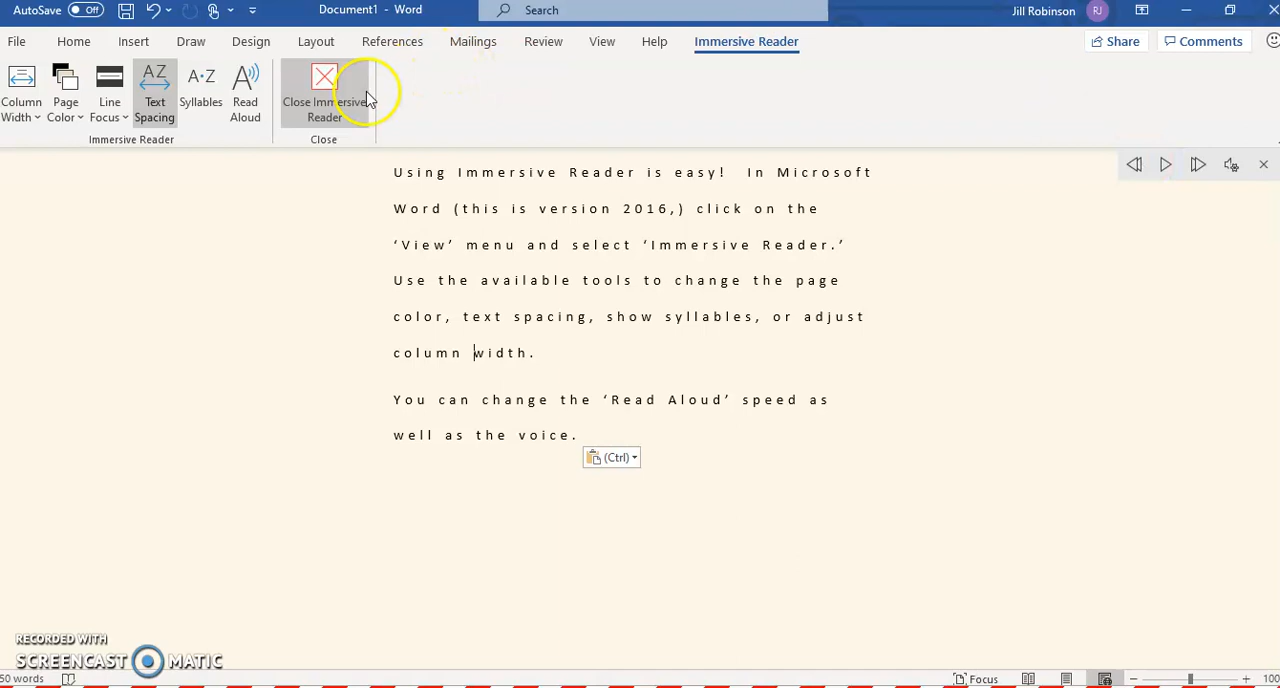 AutoSave Off Document1 - Word Search Jill Robinson RJ
File Home Insert Draw Design Layout References Mailings Review View Help Immersive Reader Share Comments
Column Width Page Color Line Focus Text Spacing Syllables Read Aloud Close Immersive Reader
Immersive Reader Close
Using Immersive Reader is easy! In Microsoft
Word (this is version 2016,) click on the
‘View’ menu and select ‘Immersive Reader.’
Use the available tools to change the page
color, text spacing, show syllables, or adjust
column width.
You can change the ‘Read Aloud’ speed as
well as the voice.
(Ctrl)
RECORDED WITH
SCREENCAST MATIC
50 words Focus 100